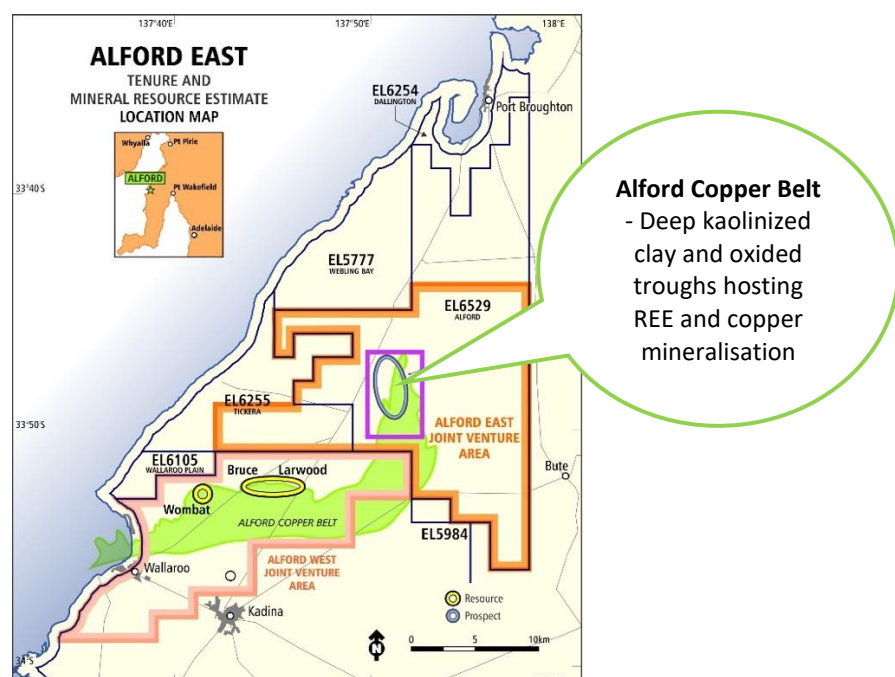 137°40'E
137°50'E
138°E
ALFORD EAST
TENURE AND
MINERAL RESOURCE ESTIMATE
LOCATION MAP
Whyalla
Pt Pirie
ALFORD
Pt Wakefield
Adelaide
EL6254
DALLINGTON
Port Broughton
33°40S
Alford Copper Belt
- Deep kaolinized
clay and oxided
troughs hosting
REE and copper
mineralisation
EL5777
WEBLING BAY
EL6529
ALFORD
EL6255
TICKERA
33°50S
ALFORD EAST
JOINT VENTURE
AREA
EL6105
WALLAROO PLAIN
Bruce
Larwood
Bute
Wombat
ALFORD COPPER BELT
EL5984
ALFORD WEST
JOINT VENTURE
AREA
Wallaroo
Kadina
Resource
Prospect
N
0
5
10km
34°S